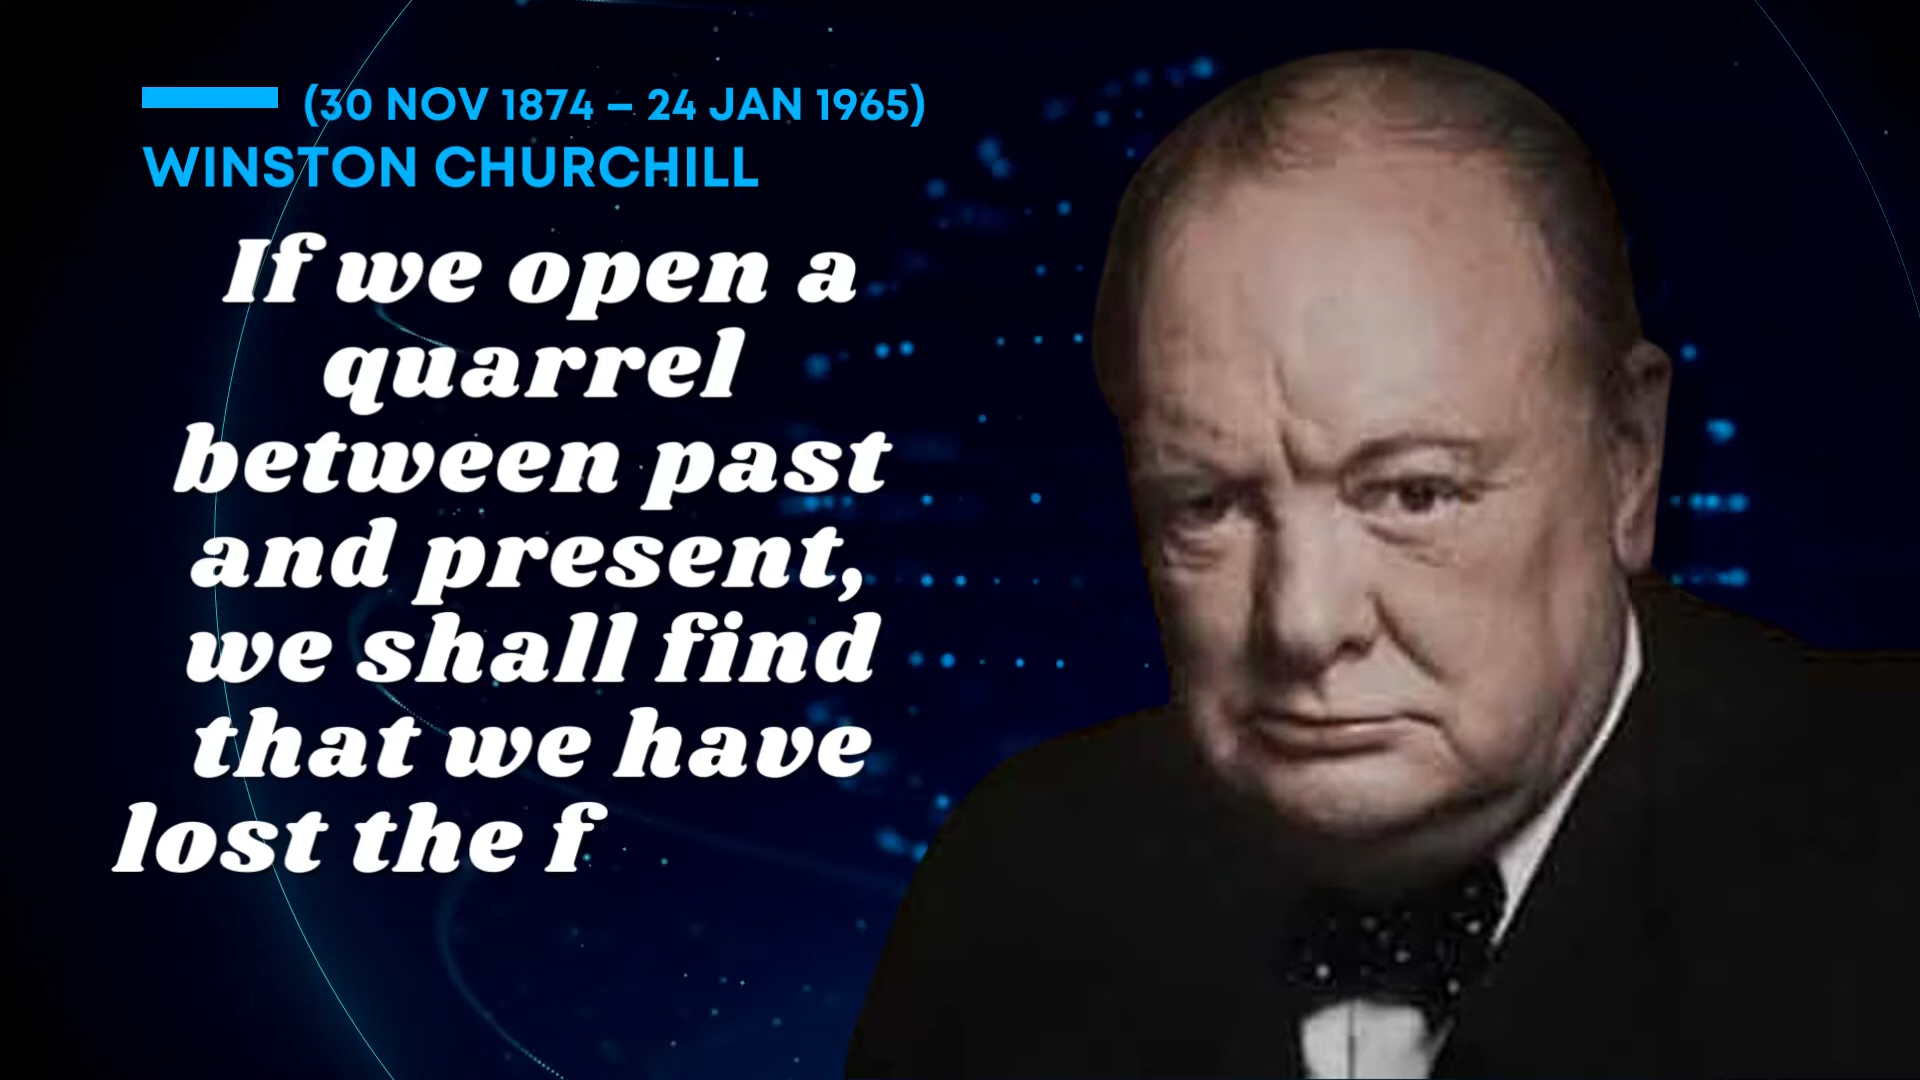 (30 NOV 1874 – 24 JAN 1965)
WINSTON CHURCHILL
If we open a
quarrel
between past
and present,
we shall find
that we have
lost the f